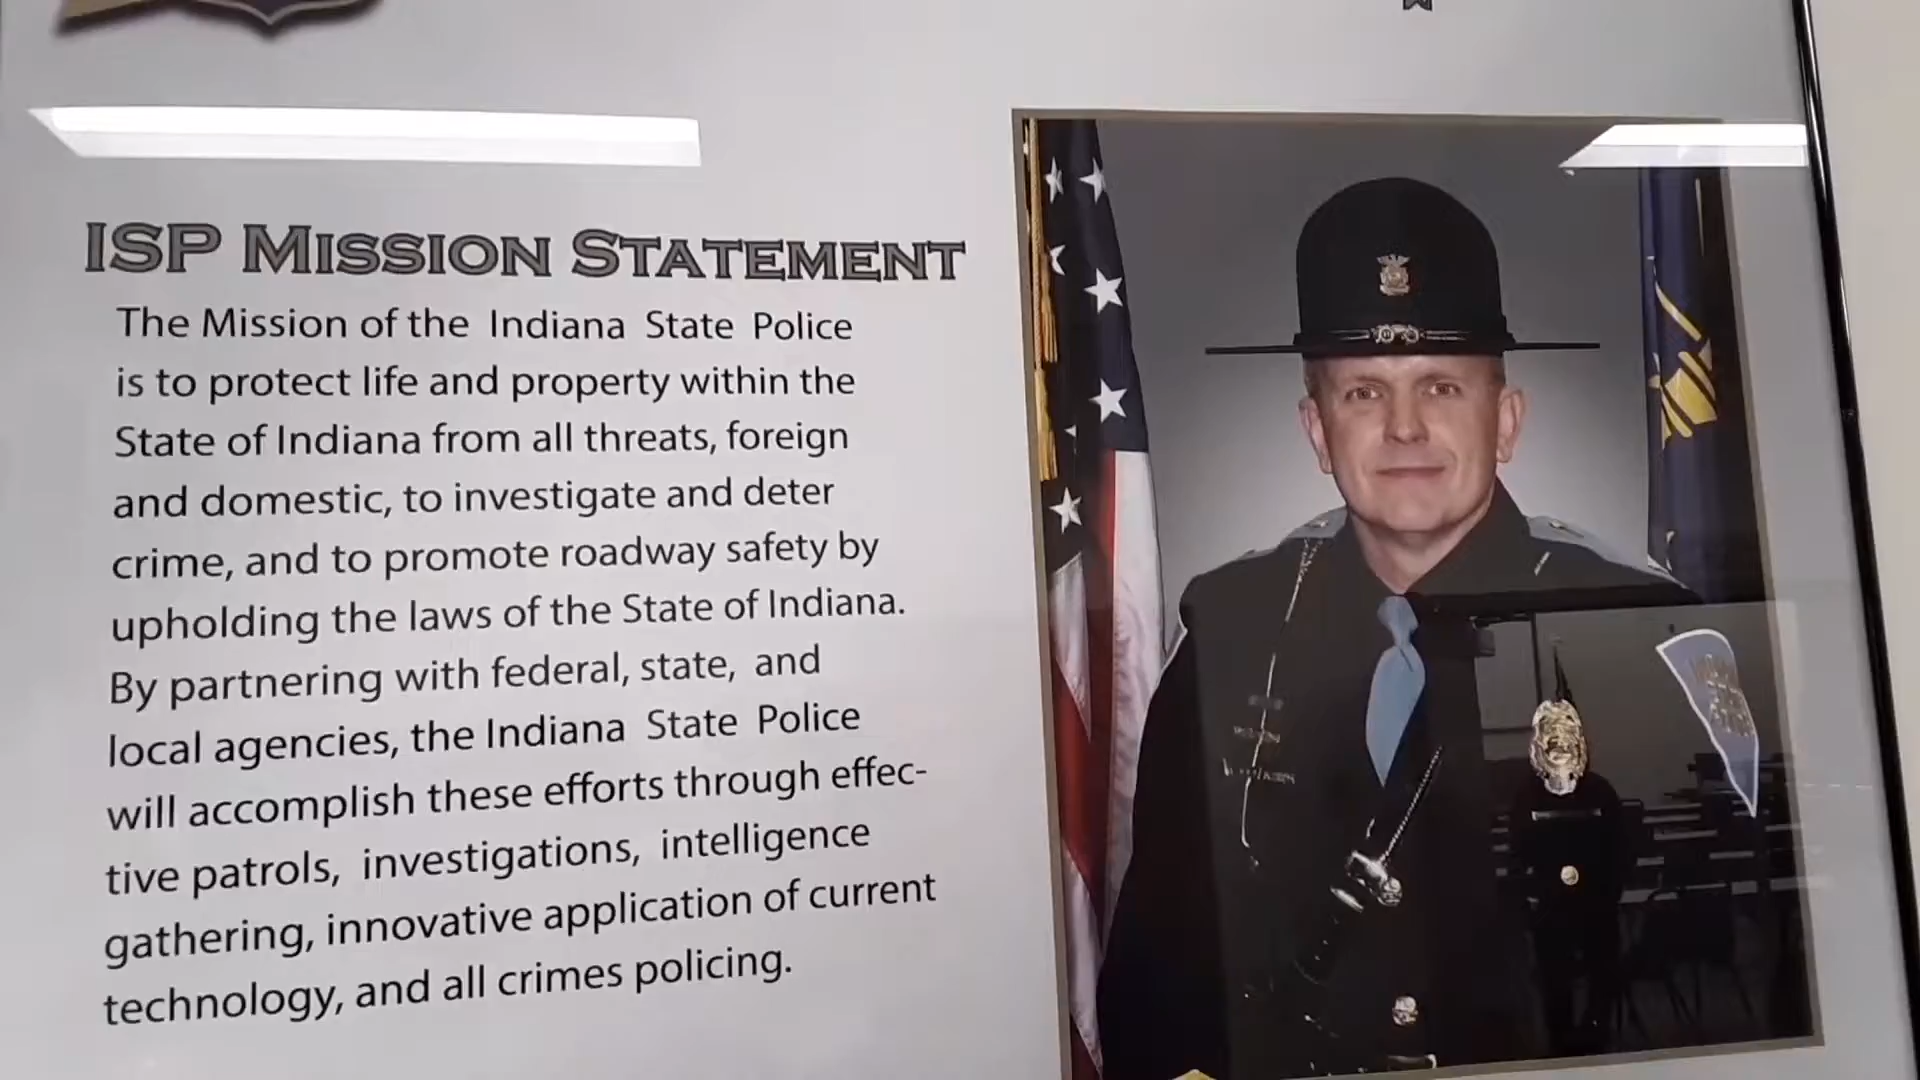 ISP MISSION STATEMENT
The Mission of the Indiana State Police
is to protect life and property within the
State of Indiana from all threats, foreign
and domestic, to investigate and deter
crime, and to promote roadway safety by
upholding the laws of the State of Indiana.
By partnering with federal, state, and
local agencies, the Indiana State Police
will accomplish these efforts through effec-
tive patrols, investigations, intelligence
gathering, innovative application of current
technology, and all crimes policing.